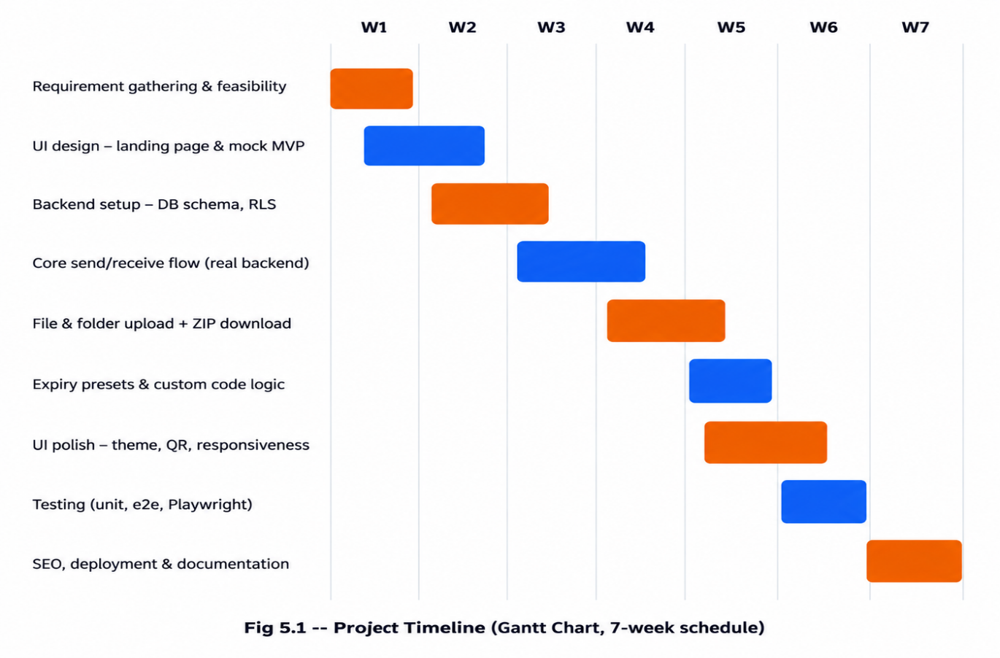 W1 W2 W3 W4 W5 W6 W7
Requirement gathering & feasibility
UI design – landing page & mock MVP
Backend setup – DB schema, RLS
Core send/receive flow (real backend)
File & folder upload + ZIP download
Expiry presets & custom code logic
UI polish – theme, QR, responsiveness
Testing (unit, e2e, Playwright)
SEO, deployment & documentation
Fig 5.1 -- Project Timeline (Gantt Chart, 7-week schedule)